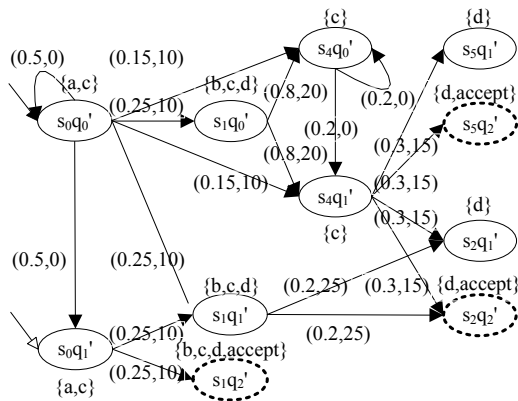 {c}
(0.5,0)
(0.15,10)
s4q0'
{d}
s5q1'
{a,c}
{b,c,d}
(0.25,10)
(0.8,20)
(0.2,0)
{d,accept}
s0q0'
s1q0'
(0.2,0)
s5q2'
(0.8,20)
(0.3,15)
(0.15,10)
s4q1'
(0.3,15)
{d}
(0.3,15)
{c}
s2q1'
(0.5,0)
(0.25,10)
{b,c,d}
(0.2,25)
(0.3,15)
{d,accept}
s1q1'
s2q2'
(0.25,10)
(0.2,25)
s0q1'
{b,c,d,accept}
(0.25,10)
s1q2'
{a,c}